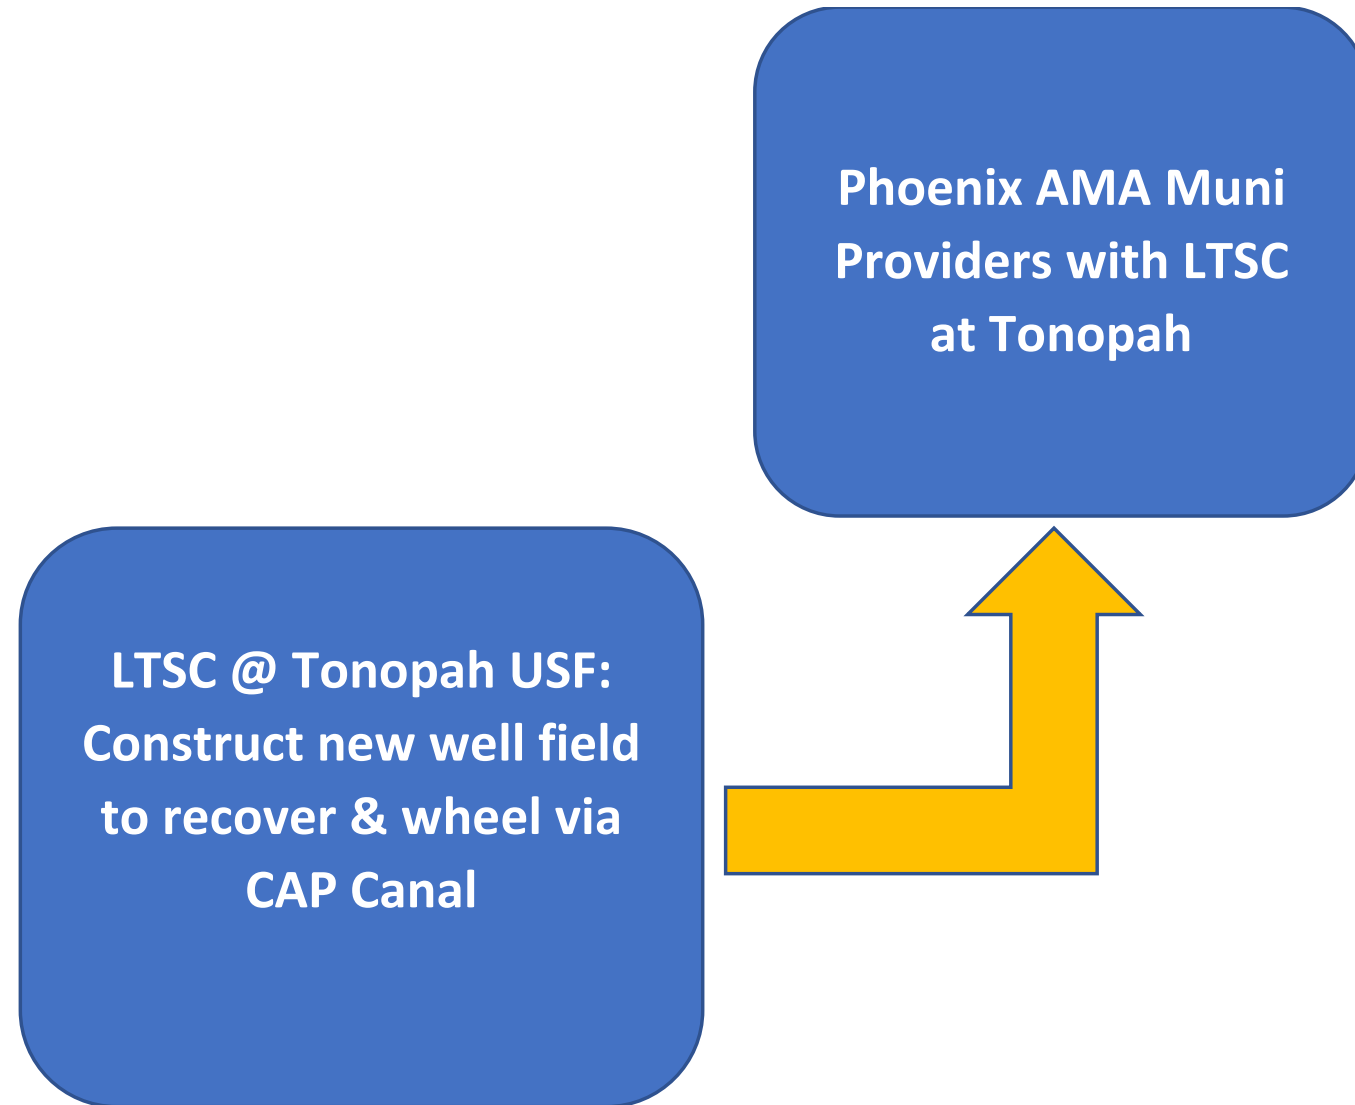 Phoenix AMA Muni
Providers with LTSC
at Tonopah
LTSC @ Tonopah USF:
Construct new well field
to recover & wheel via
CAP Canal